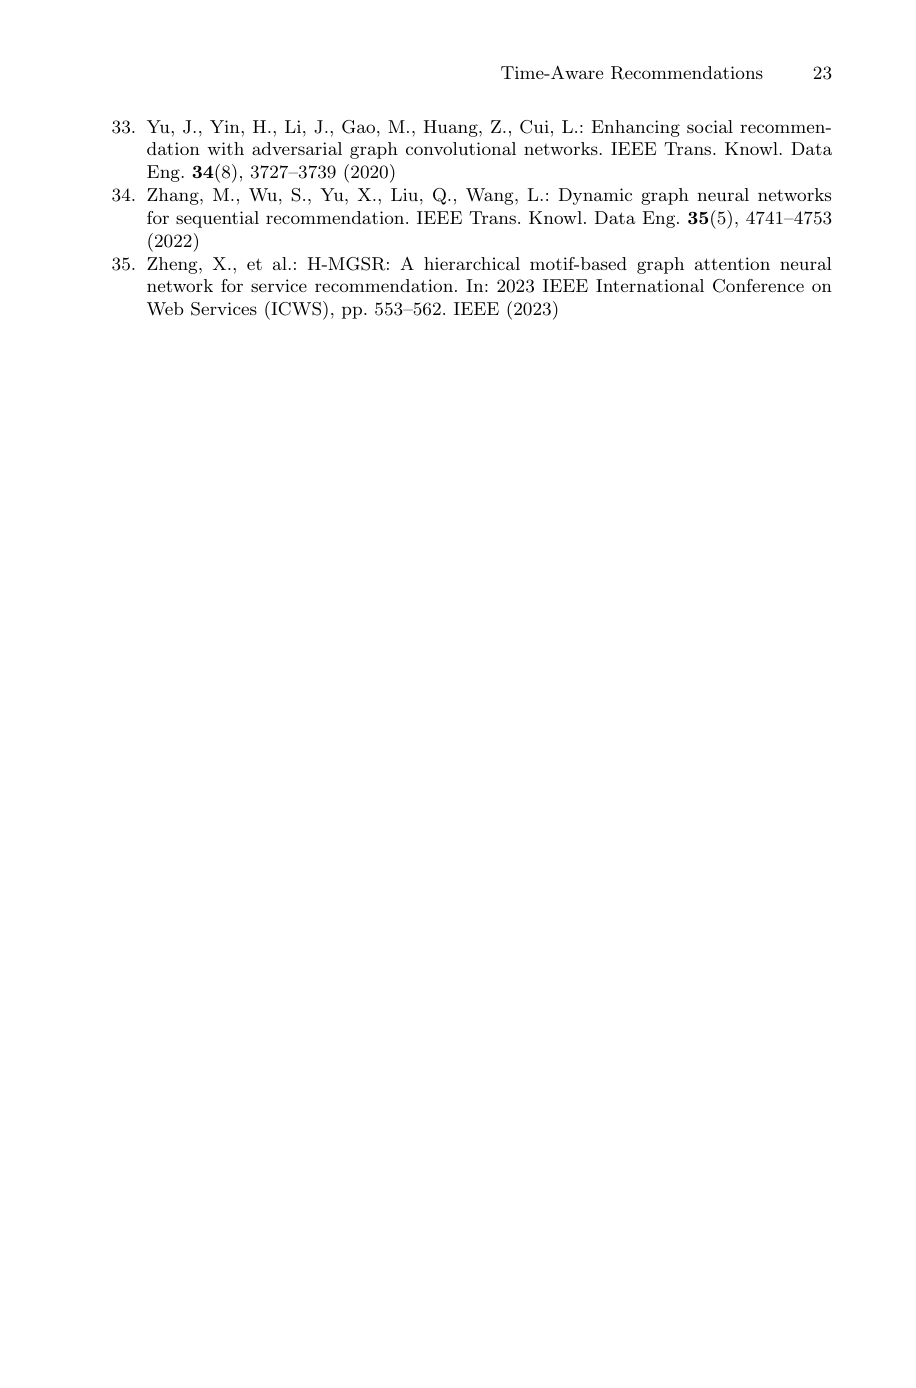 Time-Aware Recommendations 23
33. Yu, J., Yin, H., Li, J., Gao, M., Huang, Z., Cui, L.: Enhancing social recommen-
dation with adversarial graph convolutional networks. IEEE Trans. Knowl. Data
Eng. 34(8), 3727–3739 (2020)
34. Zhang, M., Wu, S., Yu, X., Liu, Q., Wang, L.: Dynamic graph neural networks
for sequential recommendation. IEEE Trans. Knowl. Data Eng. 35(5), 4741–4753
(2022)
35. Zheng, X., et al.: H-MGSR: A hierarchical motif-based graph attention neural
network for service recommendation. In: 2023 IEEE International Conference on
Web Services (ICWS), pp. 553–562. IEEE (2023)